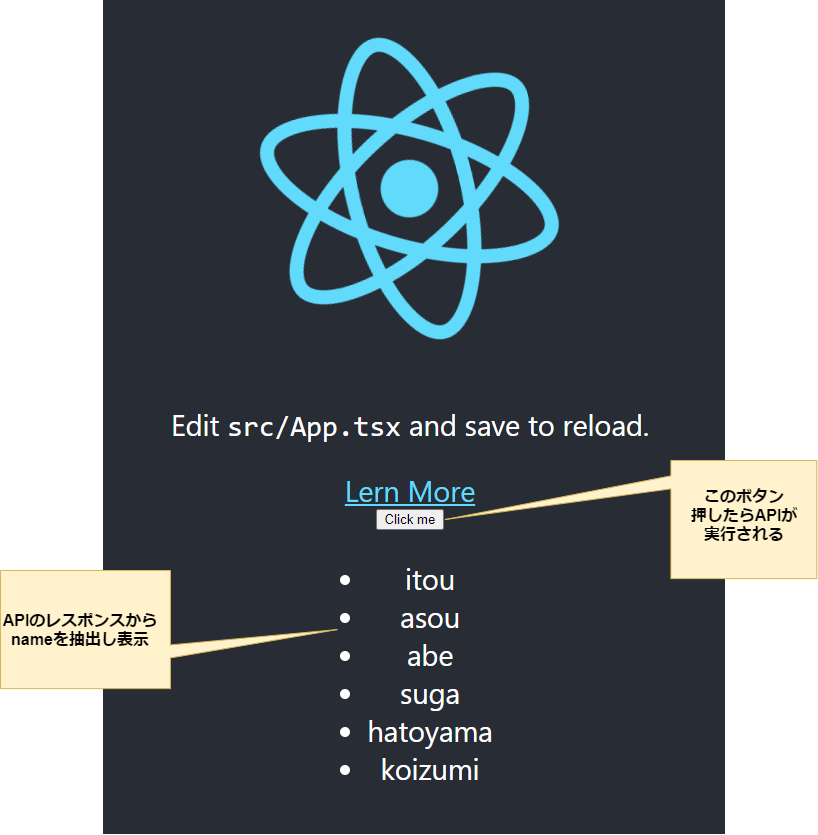 Edit src/App.tsx and save to reload.
Lern More
Click me
このボタン
押したらAPIが
実行される
APIのレスポンスから
nameを抽出し表示
itou
asou
abe
suga
hatoyama
koizumi